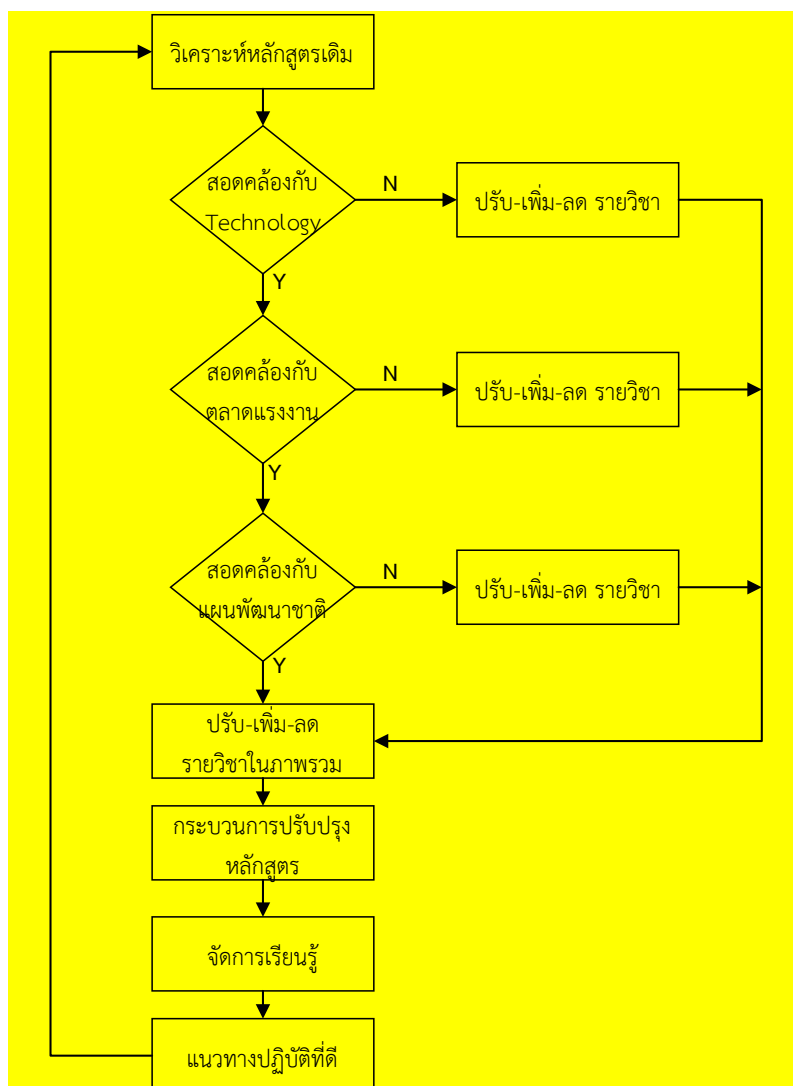 วิเคราะห์หลักสูตรเดิม
สอดคล้องกับ
Technology
N
ปรับ-เพิ่ม-ลด รายวิชา
Y
สอดคล้องกับ
ตลาดแรงงาน
N
ปรับ-เพิ่ม-ลด รายวิชา
Y
สอดคล้องกับ
แผนพัฒนาชาติ
N
ปรับ-เพิ่ม-ลด รายวิชา
Y
ปรับ-เพิ่ม-ลด
รายวิชาในภาพรวม
กระบวนการปรับปรุง
หลักสูตร
จัดการเรียนรู้
แนวทางปฏิบัติที่ดี